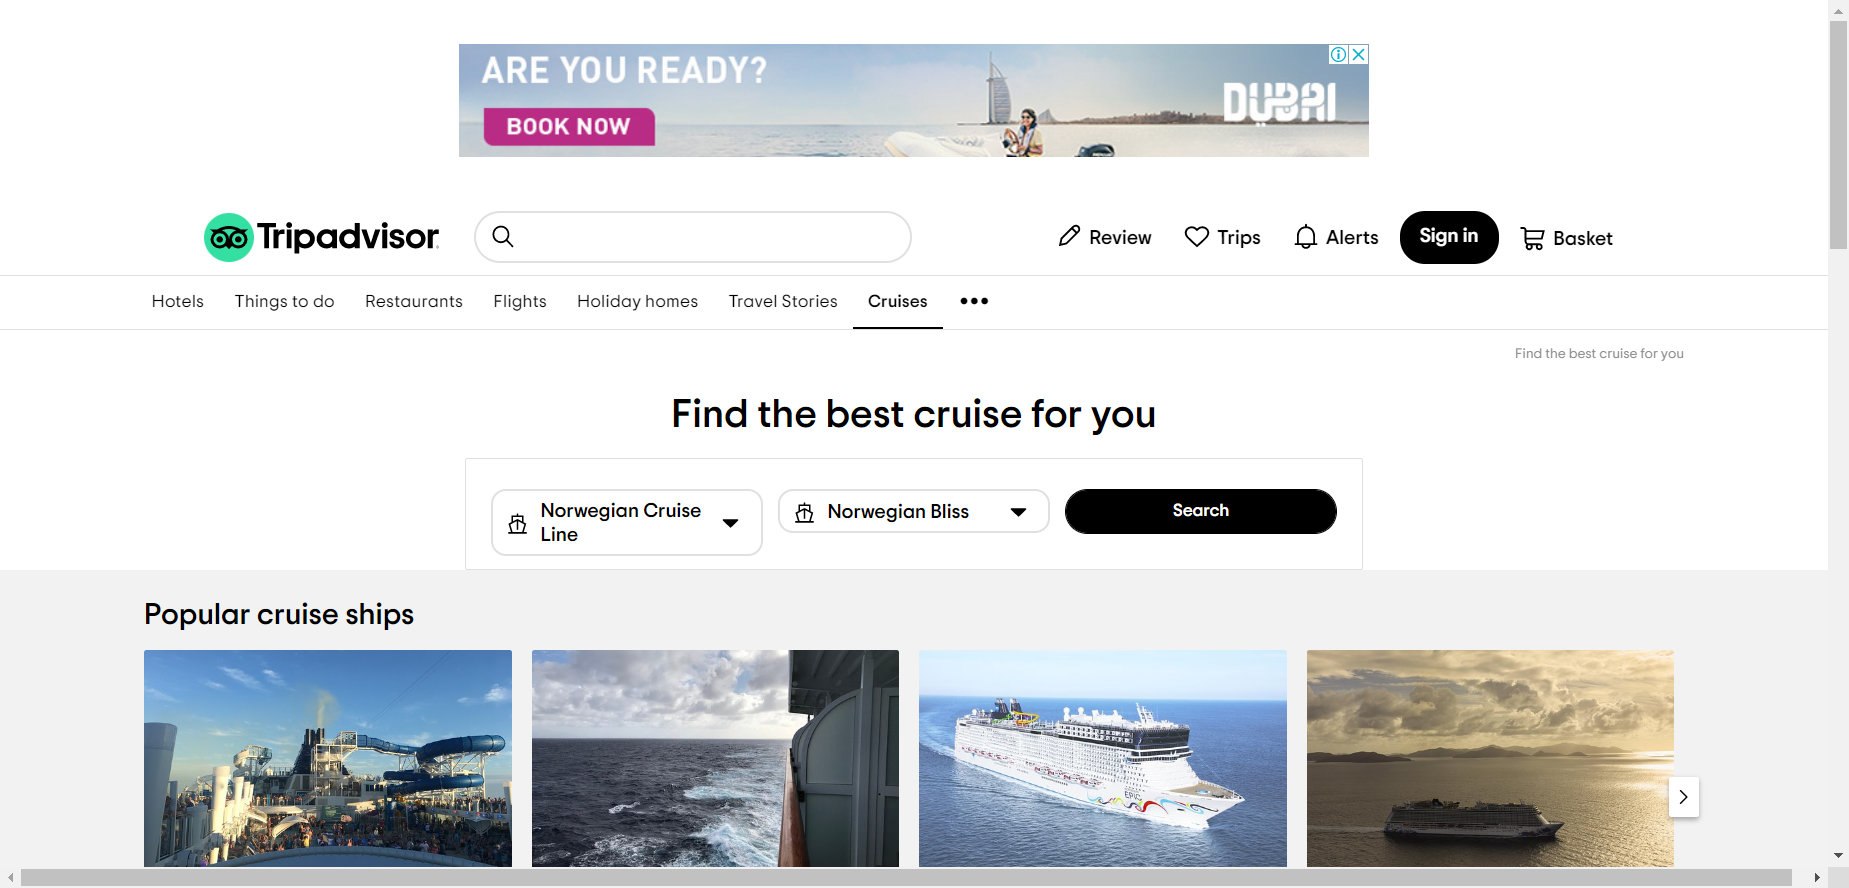 ARE YOU READY?
BOOK NOW
DUBAI
Tripadvisor
Review
Trips
Alerts
Sign in
Basket
Hotels
Things to do
Restaurants
Flights
Holiday homes
Travel Stories
Cruises
Find the best cruise for you
Find the best cruise for you
Norwegian Cruise
Line
Norwegian Bliss
Search
Popular cruise ships
EPIC